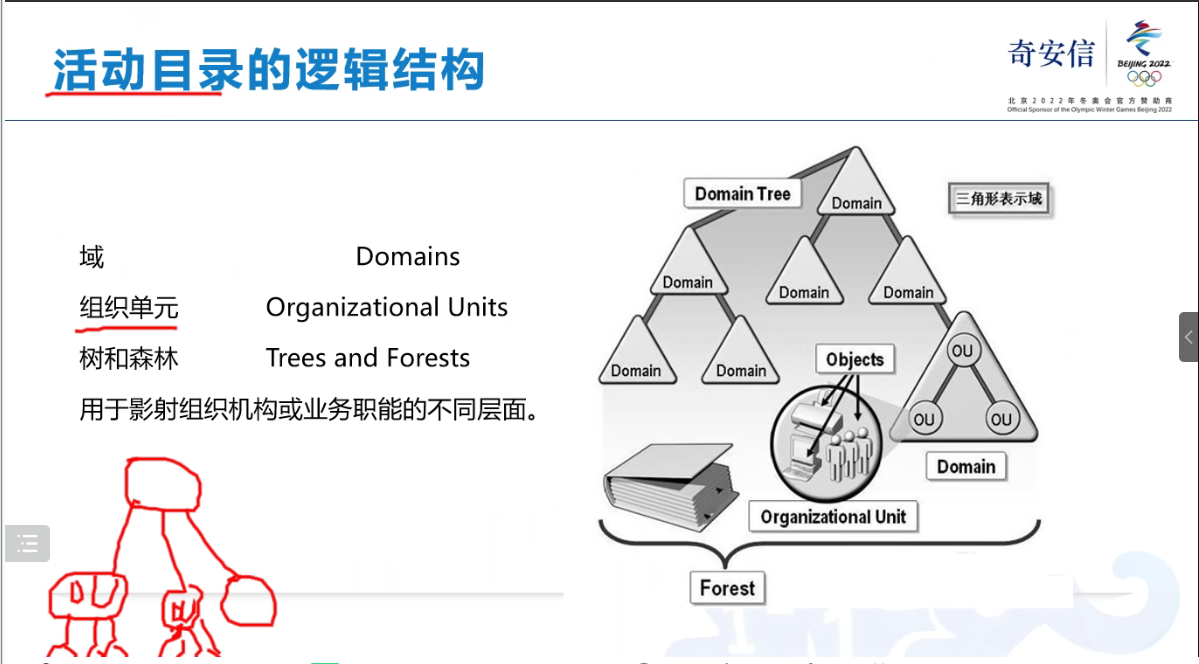 活动目录的逻辑结构
奇安信
BEIJING 2022
北京2022年冬奥会官方赞助商
Official Sponsor of the Olympic Winter Games Beijing 2022
域 Domains
组织单元 Organizational Units
树和森林 Trees and Forests
用于影射组织机构或业务职能的不同层面。
Domain Tree
三角形表示域
Domain
Domain
Domain
Domain
Domain
Domain
Objects
OU
OU
OU
Domain
Organizational Unit
Forest